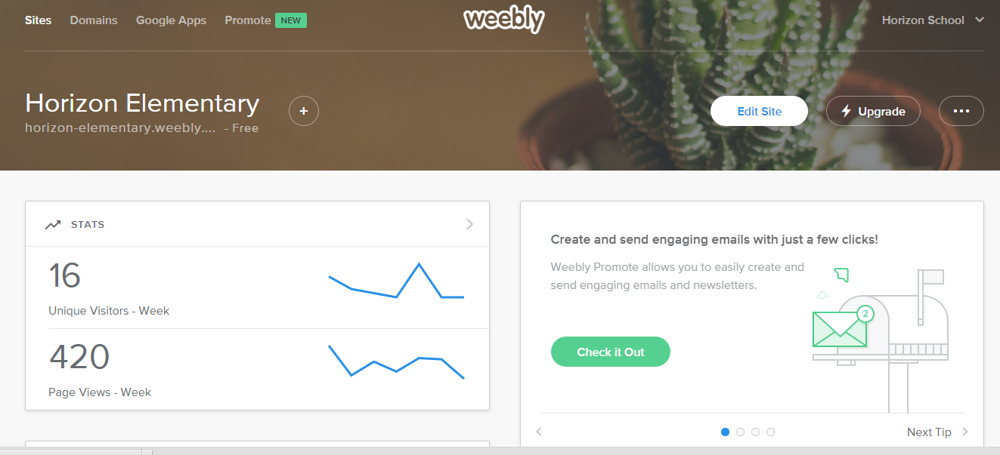 Sites Domains Google Apps Promote NEW weebly Horizon School
Horizon Elementary + Edit Site Upgrade
horizon-elementary.weebly.... - Free
STATS
16
Unique Visitors - Week
420
Page Views - Week
Create and send engaging emails with just a few clicks!
Weebly Promote allows you to easily create and
send engaging emails and newsletters.
2
Check it Out
Next Tip